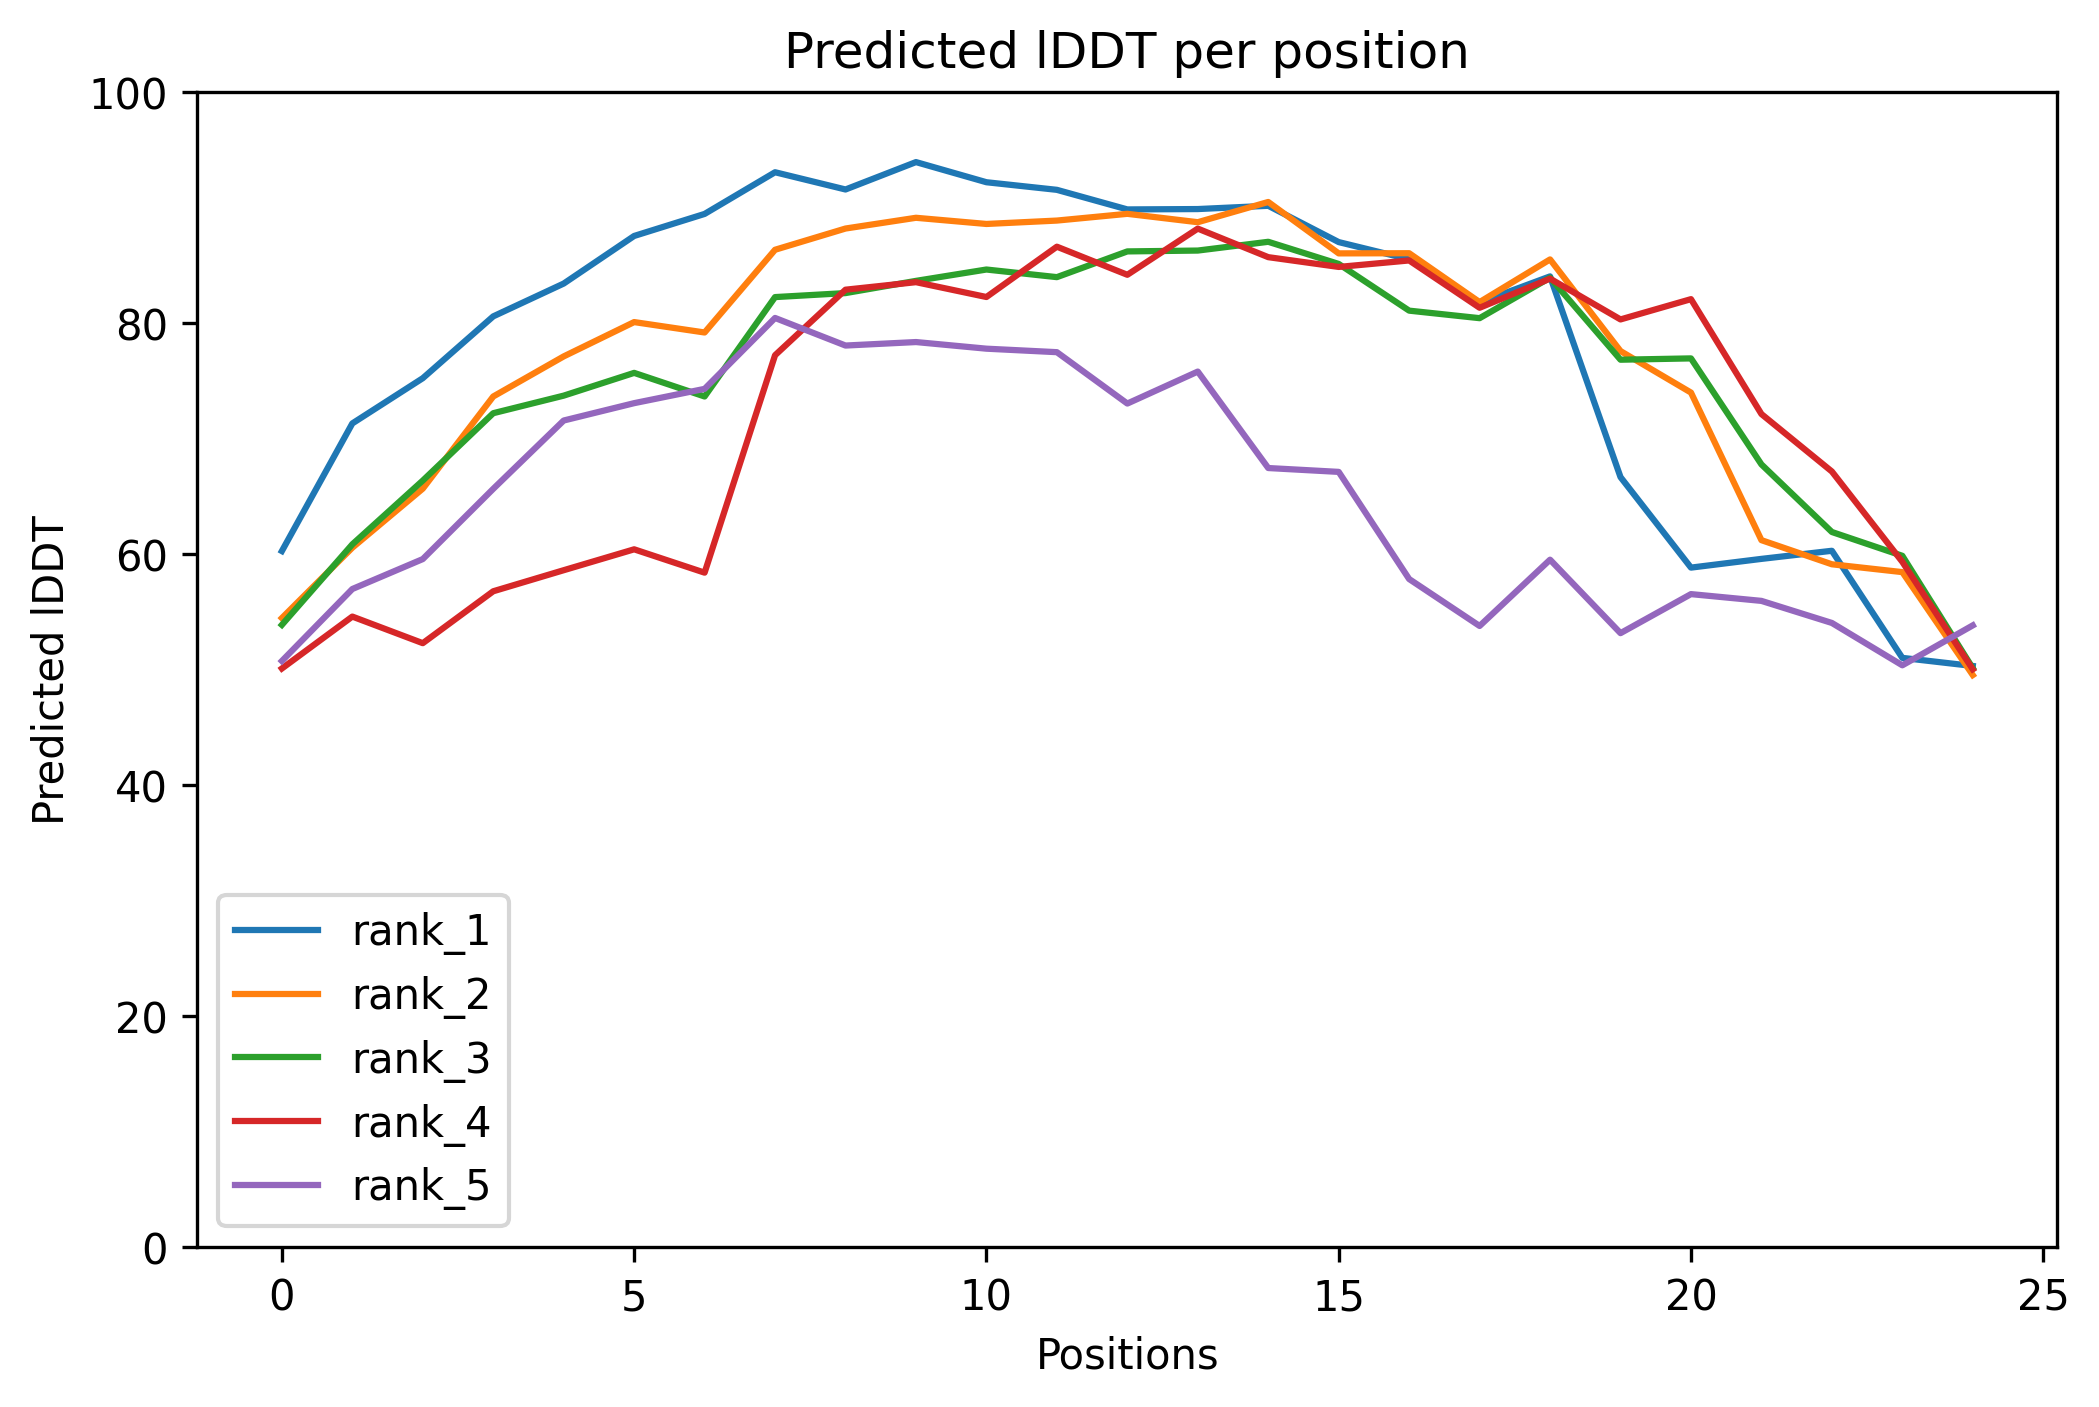 Predicted lDDT per position
Predicted lDDT
100
80
60
40
20
0
rank_1
rank_2
rank_3
rank_4
rank_5
0 5 10 15 20 25
Positions